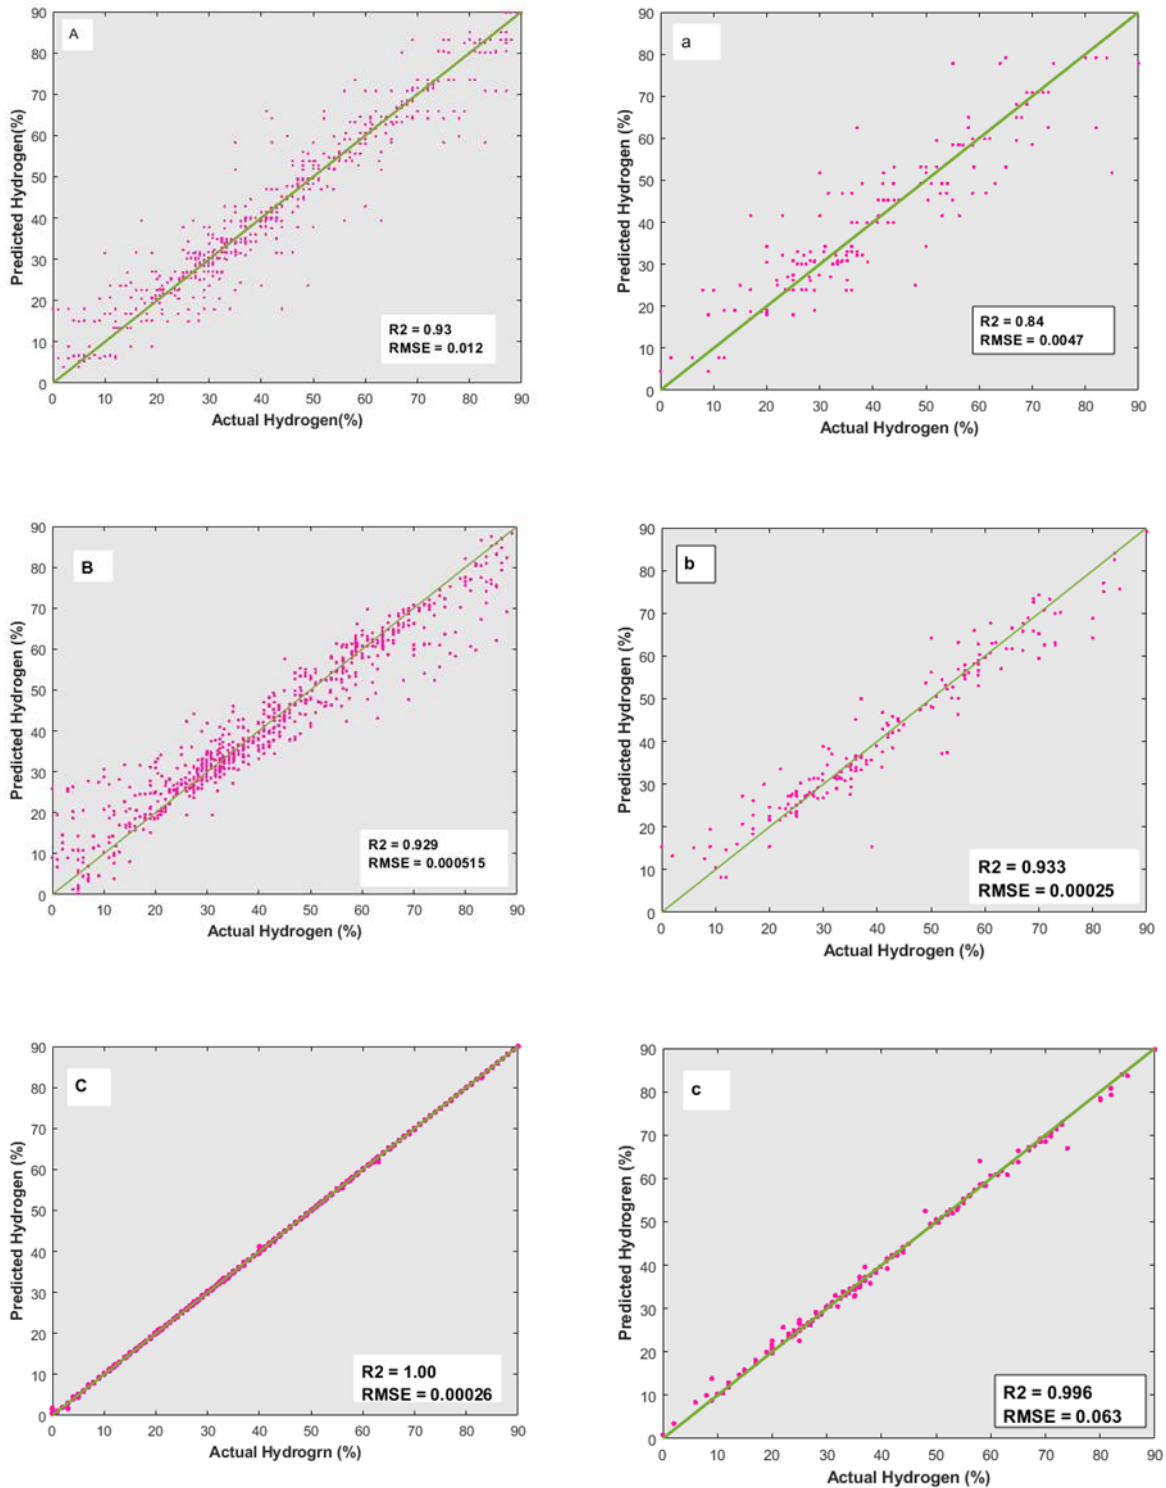 A
90
80
70
60
50
40
30
20
10
0
Predicted Hydrogen(%)
R2 = 0.93
RMSE = 0.012
0 10 20 30 40 50 60 70 80 90
Actual Hydrogen(%)
a
90
80
70
60
50
40
30
20
10
0
Predicted Hydrogen (%)
R2 = 0.84
RMSE = 0.0047
0 10 20 30 40 50 60 70 80 90
Actual Hydrogen (%)
B
90
80
70
60
50
40
30
20
10
0
Predicted Hydrogen (%)
R2 = 0.929
RMSE = 0.000515
0 10 20 30 40 50 60 70 80 90
Actual Hydrogen (%)
b
90
80
70
60
50
40
30
20
10
0
Predicted Hydrogen (%)
R2 = 0.933
RMSE = 0.00025
0 10 20 30 40 50 60 70 80 90
Actual Hydrogen (%)
C
90
80
70
60
50
40
30
20
10
0
Predicted Hydrogen (%)
R2 = 1.00
RMSE = 0.00026
0 10 20 30 40 50 60 70 80 90
Actual Hydrogrn (%)
c
90
80
70
60
50
40
30
20
10
0
Predicted Hydrogren (%)
R2 = 0.996
RMSE = 0.063
0 10 20 30 40 50 60 70 80 90
Actual Hydrogen (%)